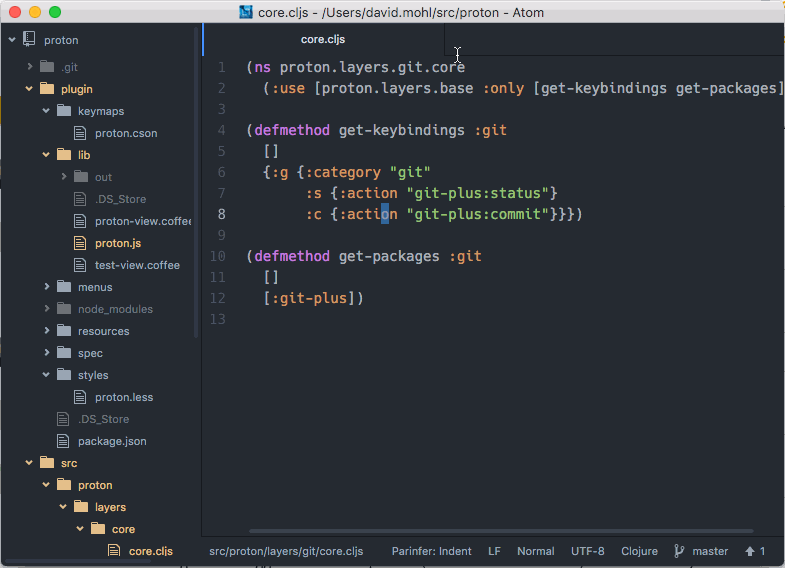 core.cljs - /Users/david.mohl/src/proton - Atom
proton
.git
plugin
keymaps
proton.cson
lib
out
.DS_Store
proton-view.coffee
proton.js
test-view.coffee
menus
node_modules
resources
spec
styles
proton.less
.DS_Store
package.json
src
proton
layers
core
core.cljs
core.cljs
1 (ns proton.layers.git.core
2 (:use [proton.layers.base :only [get-keybindings get-packages]
3
4 (defmethod get-keybindings :git
5 []
6 {:g {:category "git"
7 :s {:action "git-plus:status"}
8 :c {:action "git-plus:commit"}}})
9
10 (defmethod get-packages :git
11 []
12 [:git-plus])
13
src/proton/layers/git/core.cljs Parinfer: Indent LF Normal UTF-8 Clojure master 1